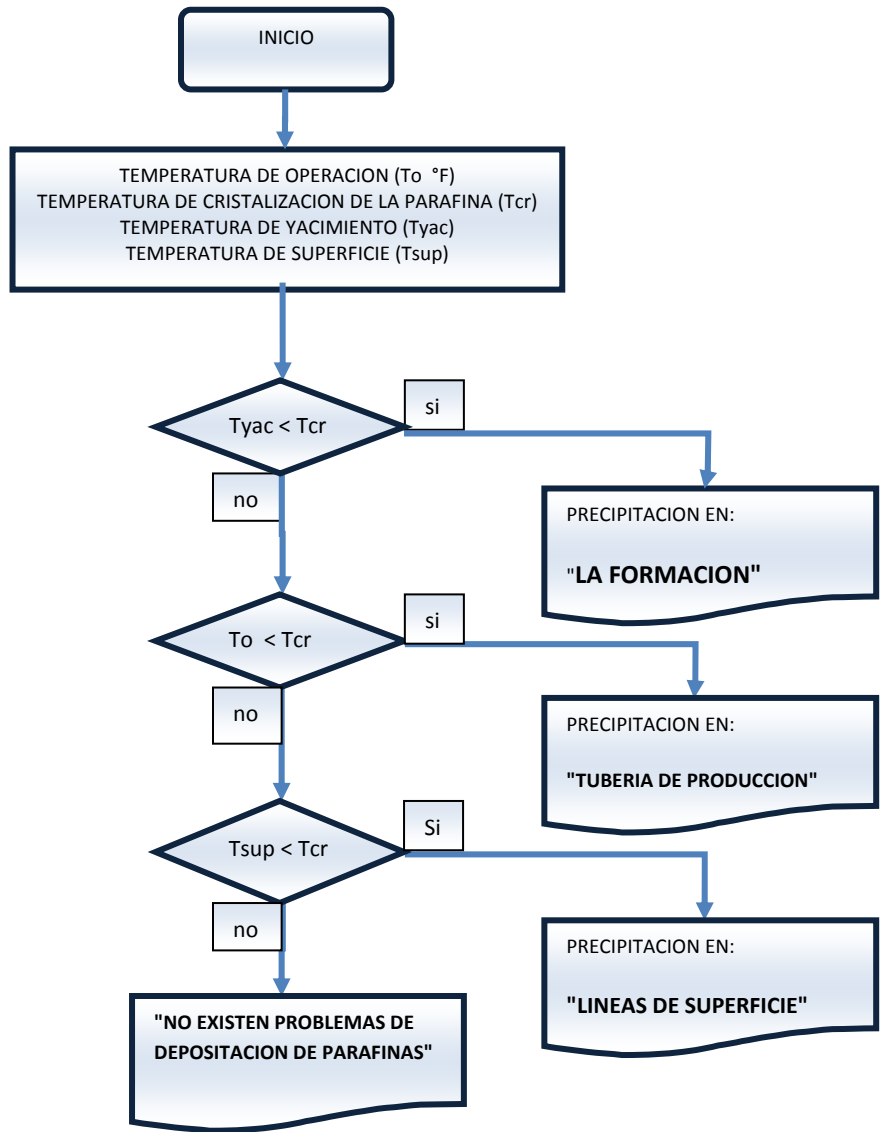 INICIO
TEMPERATURA DE OPERACION (To °F)
TEMPERATURA DE CRISTALIZACION DE LA PARAFINA (Tcr)
TEMPERATURA DE YACIMIENTO (Tyac)
TEMPERATURA DE SUPERFICIE (Tsup)
Tyac < Tcr
si
no
PRECIPITACION EN:
"LA FORMACION"
To < Tcr
si
no
PRECIPITACION EN:
"TUBERIA DE PRODUCCION"
Tsup < Tcr
Si
no
PRECIPITACION EN:
"LINEAS DE SUPERFICIE"
"NO EXISTEN PROBLEMAS DE
DEPOSITACION DE PARAFINAS"